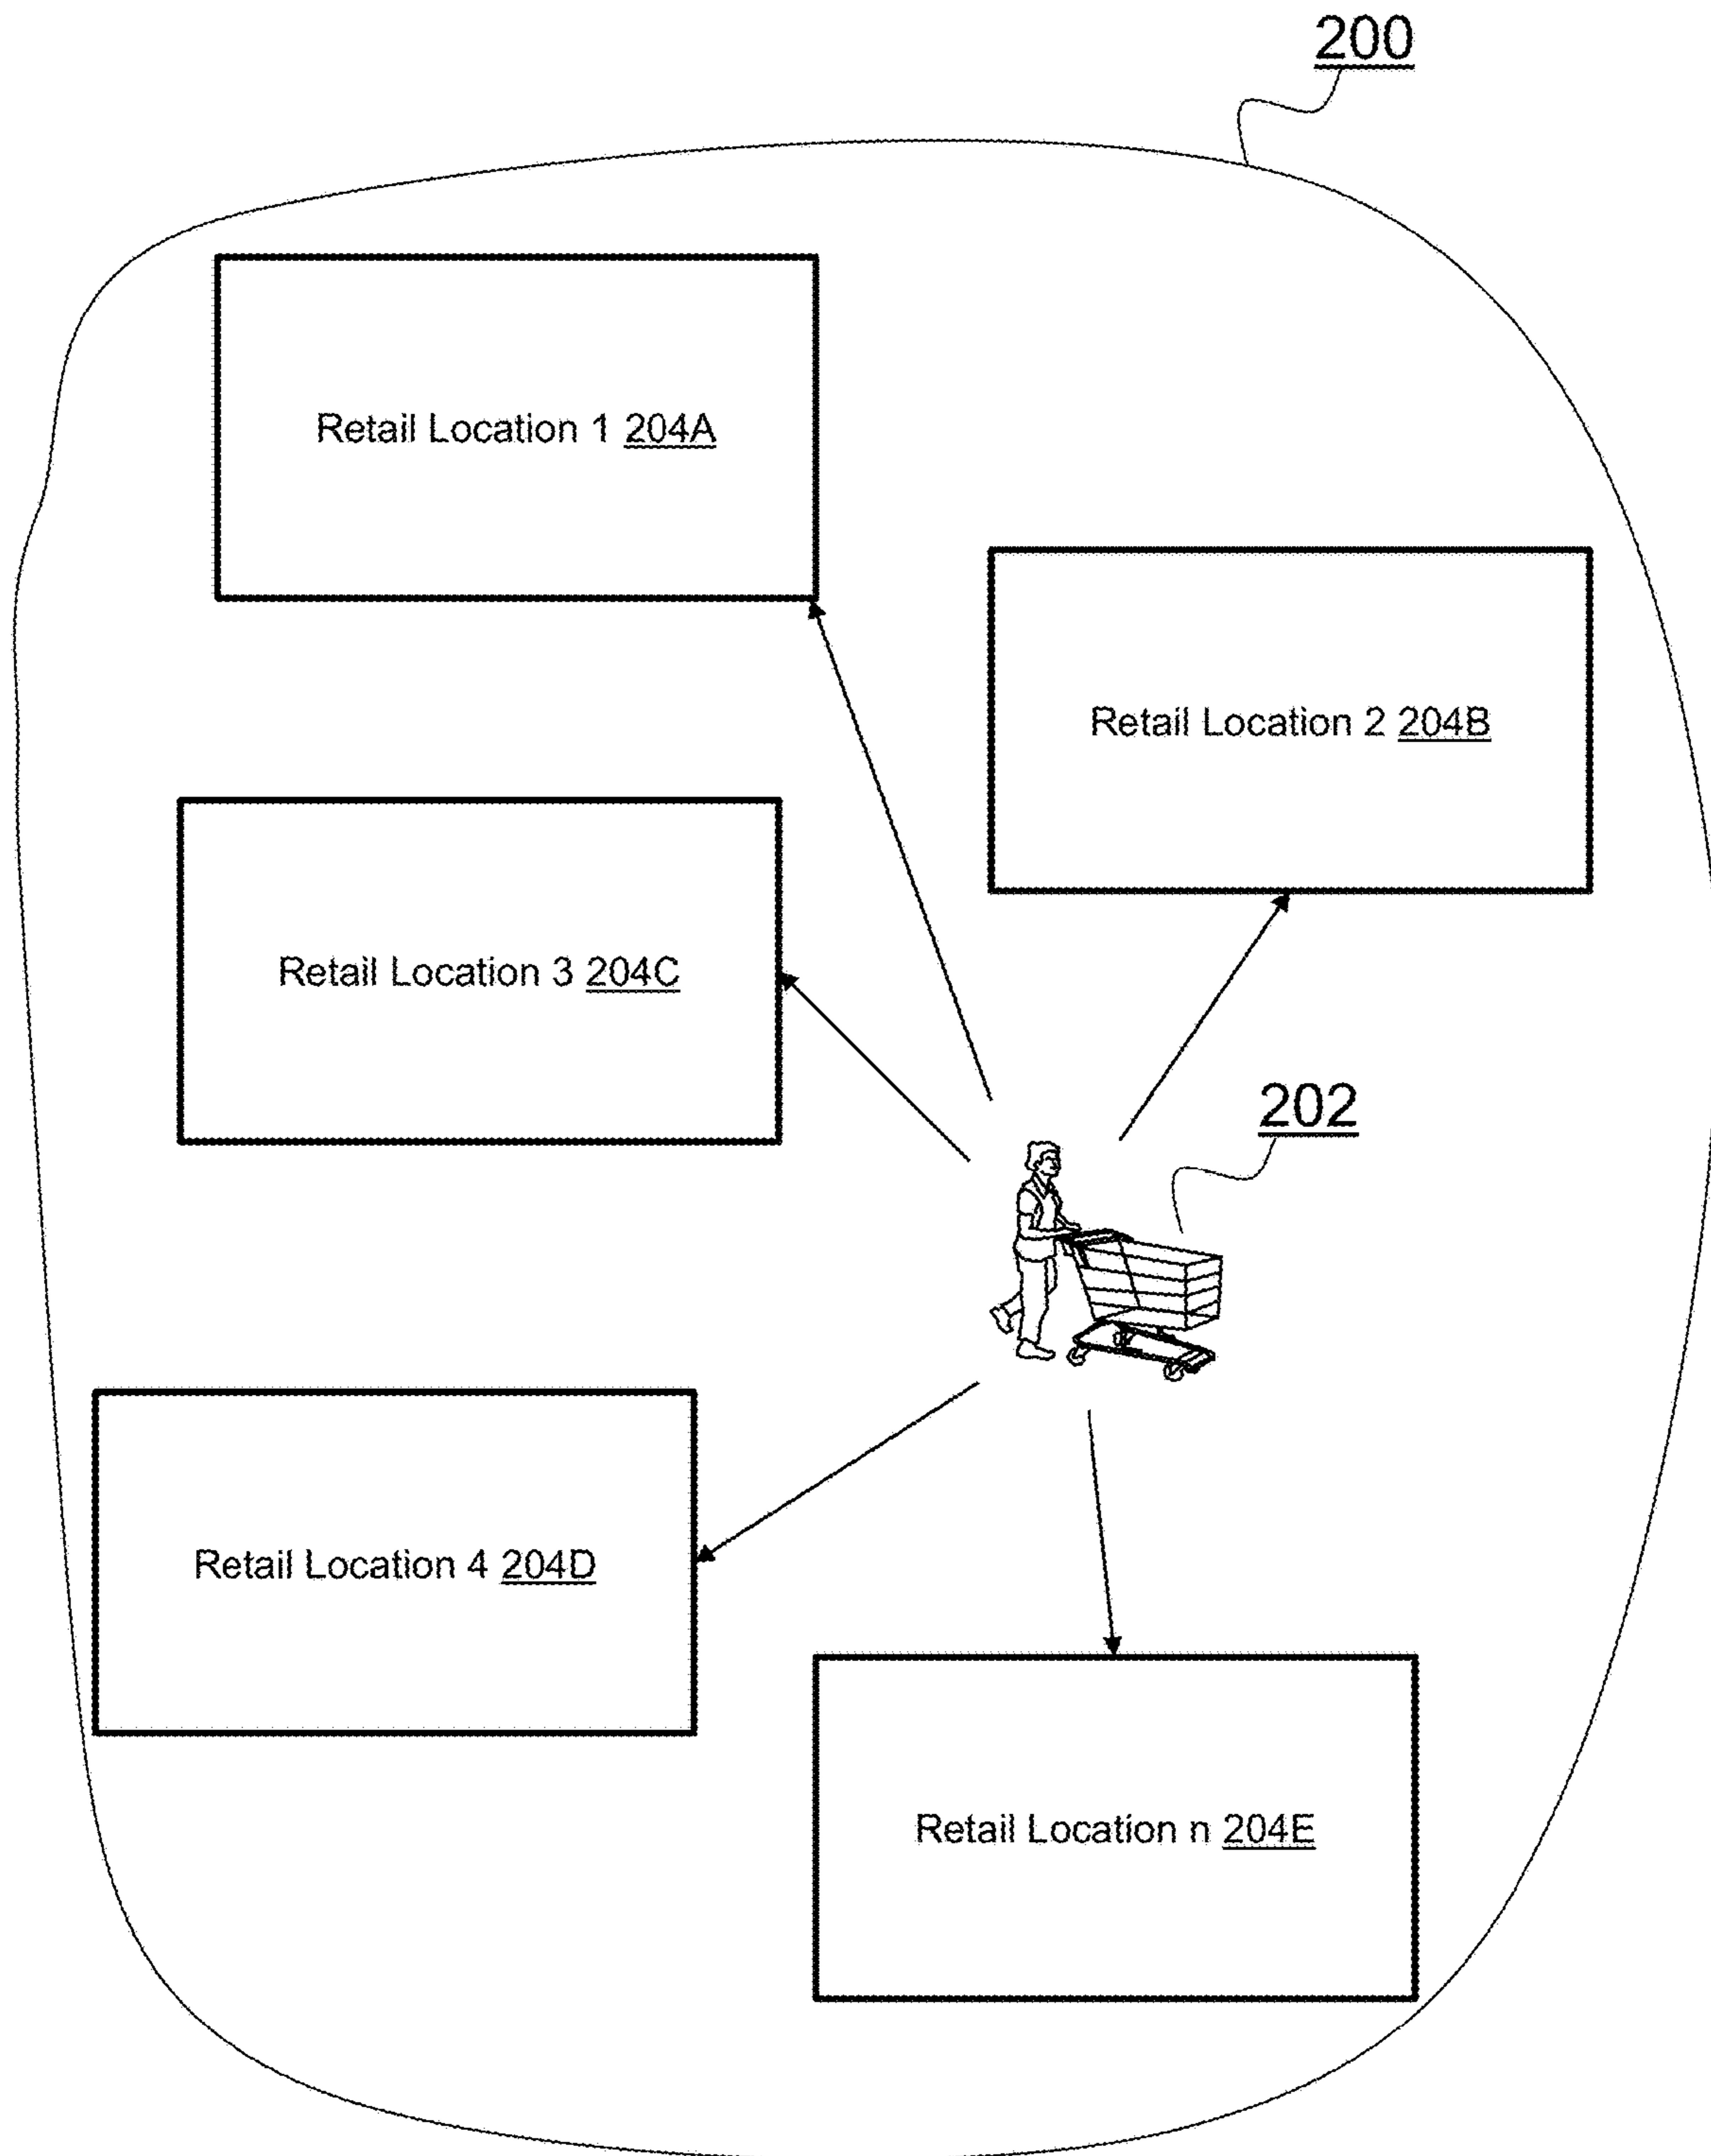 200
Retail Location 1 204A
Retail Location 2 204B
Retail Location 3 204C
202
Retail Location 4 204D
Retail Location n 204E